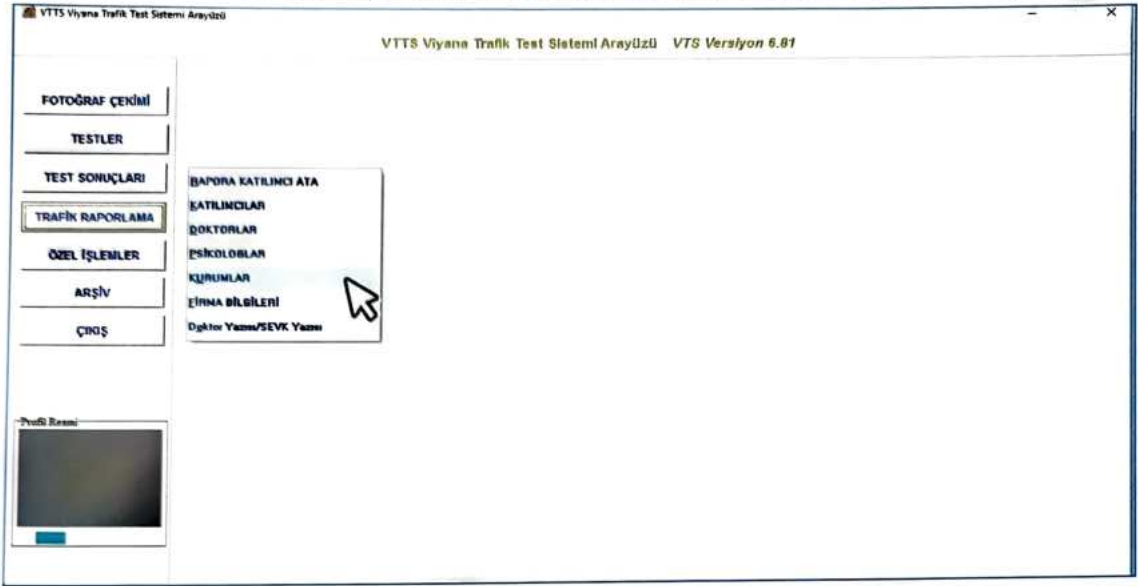 VTTS Viyana Trafik Test Sistemi Arayüzü
VTTS Viyana Trafik Test Sistemi Arayüzü VTS Versiyon 6.81
FOTOĞRAF ÇEKİMİ
TESTLER
TEST SONUÇLARI
TRAFİK RAPORLAMA
ÖZEL İŞLEMLER
ARŞİV
ÇIKIŞ
RAPORA KATILIMCI ATA
KATILIMCILAR
DOKTORLAR
PSİKOLOGLAR
KURUMLAR
FİRMA BİLGİLERİ
Doktor Yazısı/SEVK Yazısı
Profil Resmi